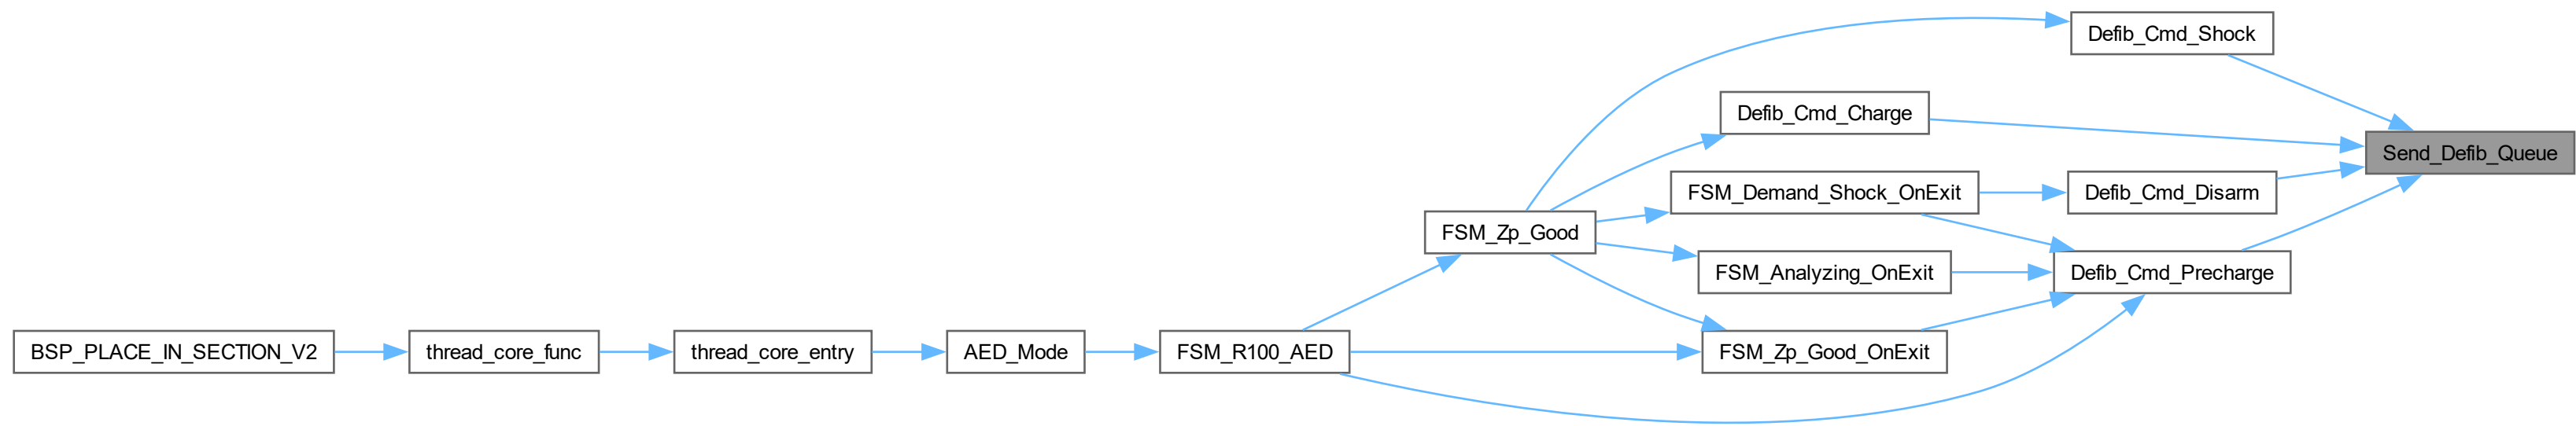 Defib_Cmd_Shock
Defib_Cmd_Charge
Send_Defib_Queue
FSM_Demand_Shock_OnExit
Defib_Cmd_Disarm
FSM_Zp_Good
FSM_Analyzing_OnExit
Defib_Cmd_Precharge
BSP_PLACE_IN_SECTION_V2
thread_core_func
thread_core_entry
AED_Mode
FSM_R100_AED
FSM_Zp_Good_OnExit